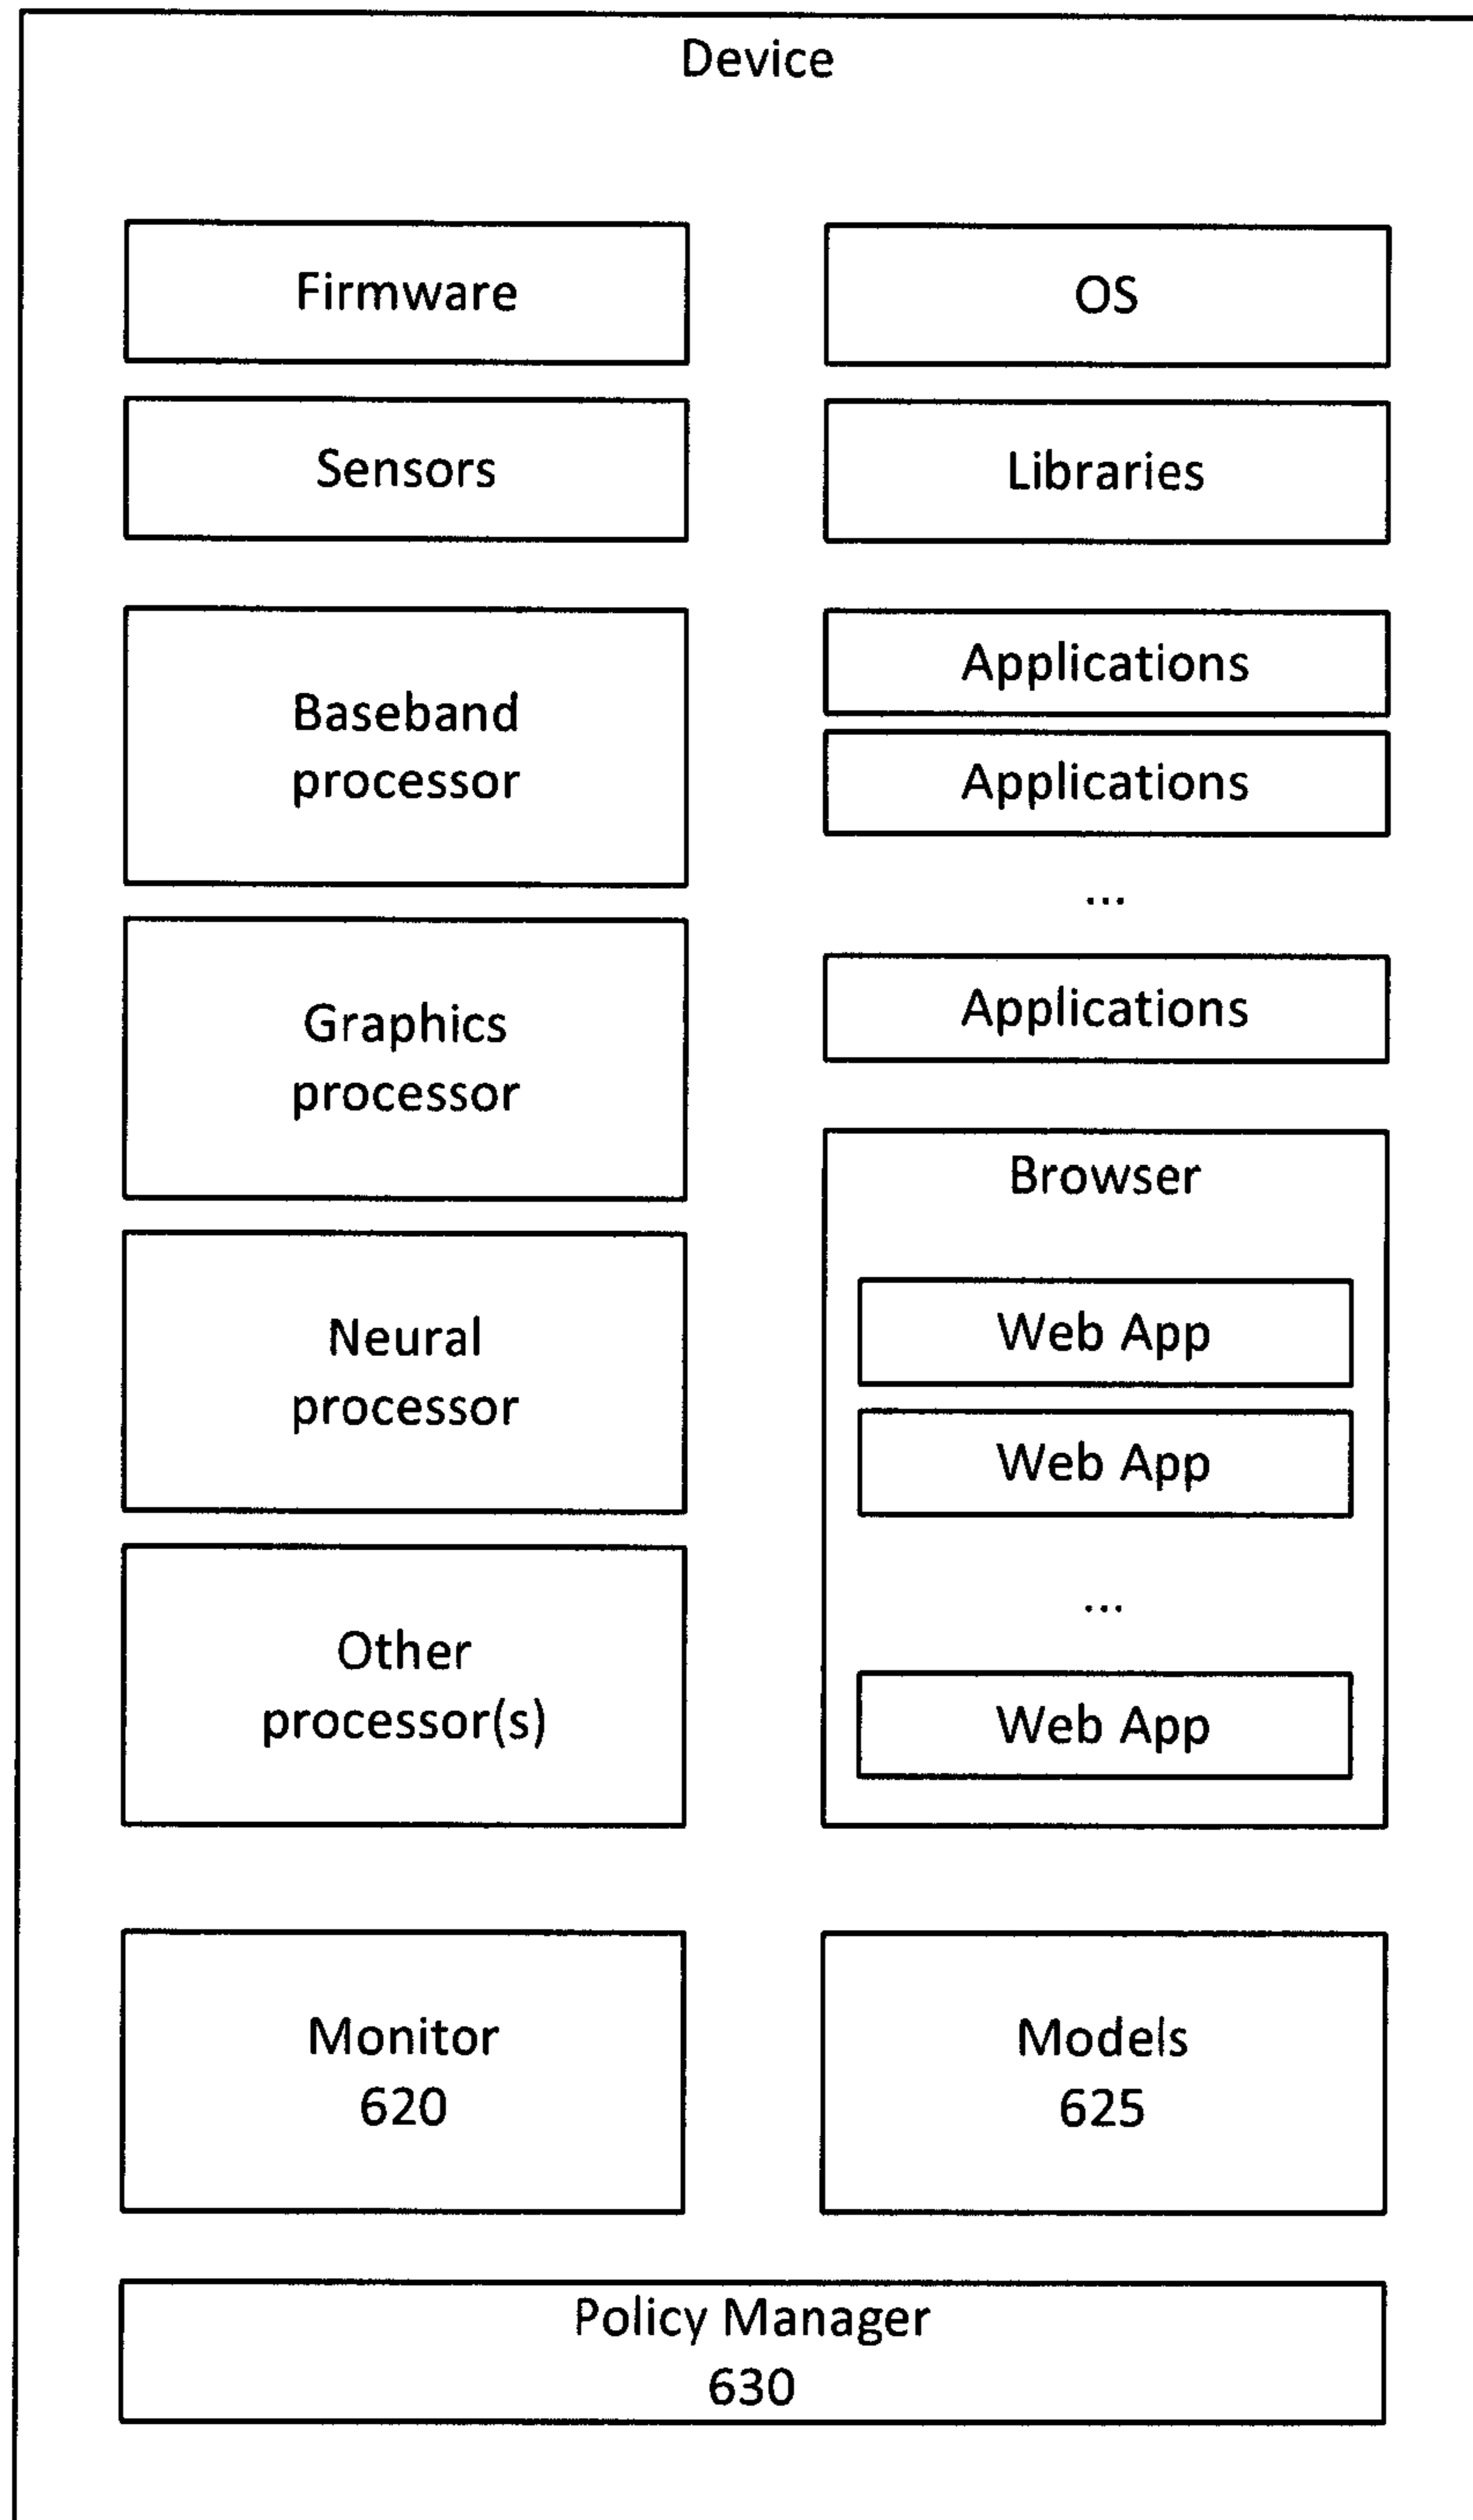 Device
Firmware
OS
Sensors
Libraries
Baseband
processor
Applications
Applications
...
Graphics
processor
Applications
Browser
Neural
processor
Web App
Web App
...
Other
processor(s)
Web App
Monitor
620
Models
625
Policy Manager
630